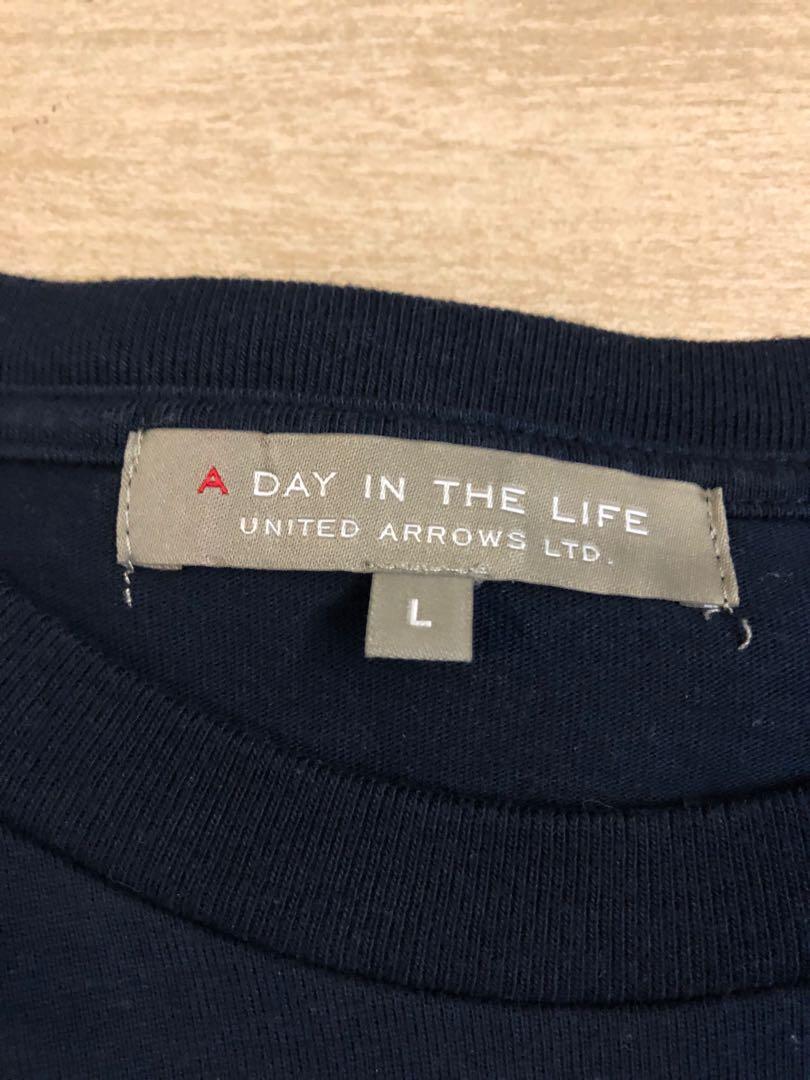 A DAY IN THE LIFE
UNITED ARROWS LTD.
L